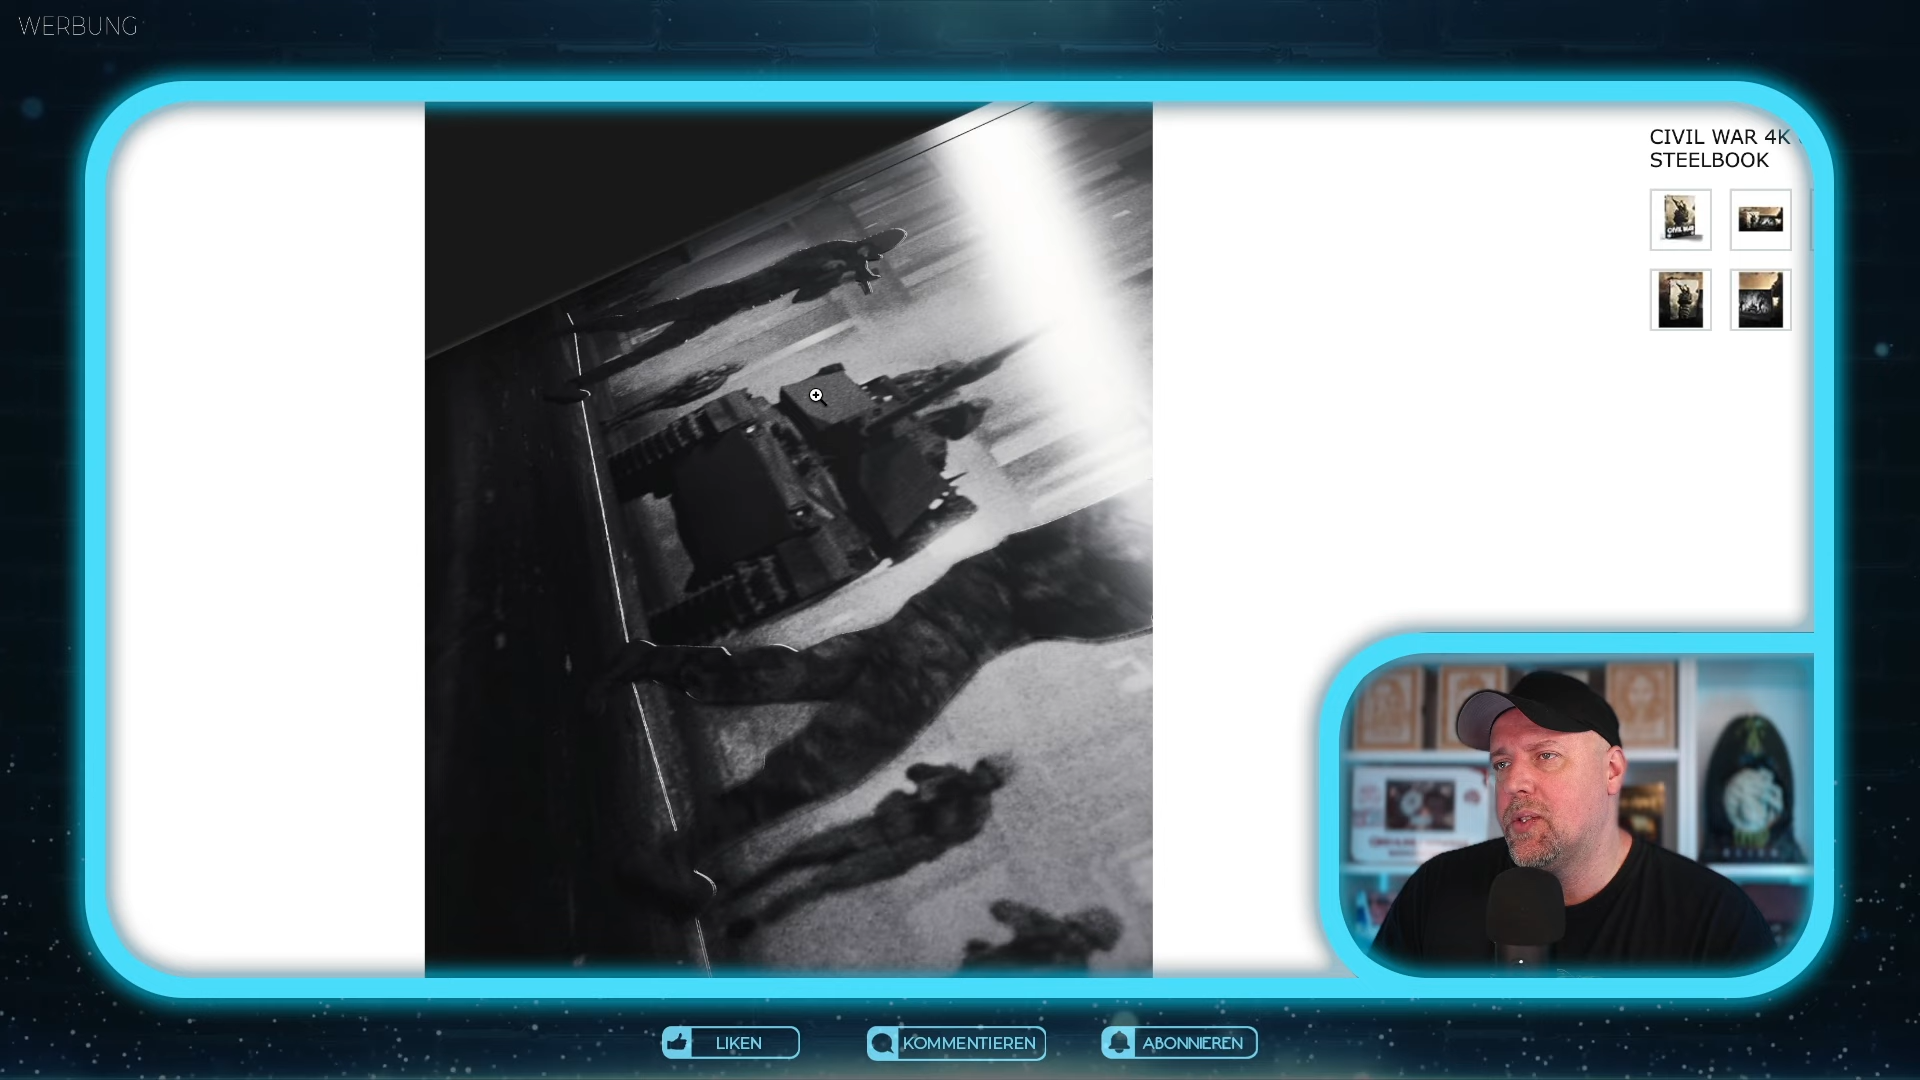 WERBUNG
CIVIL WAR 4K
STEELBOOK
LIKEN
KOMMENTIEREN
ABONNIEREN